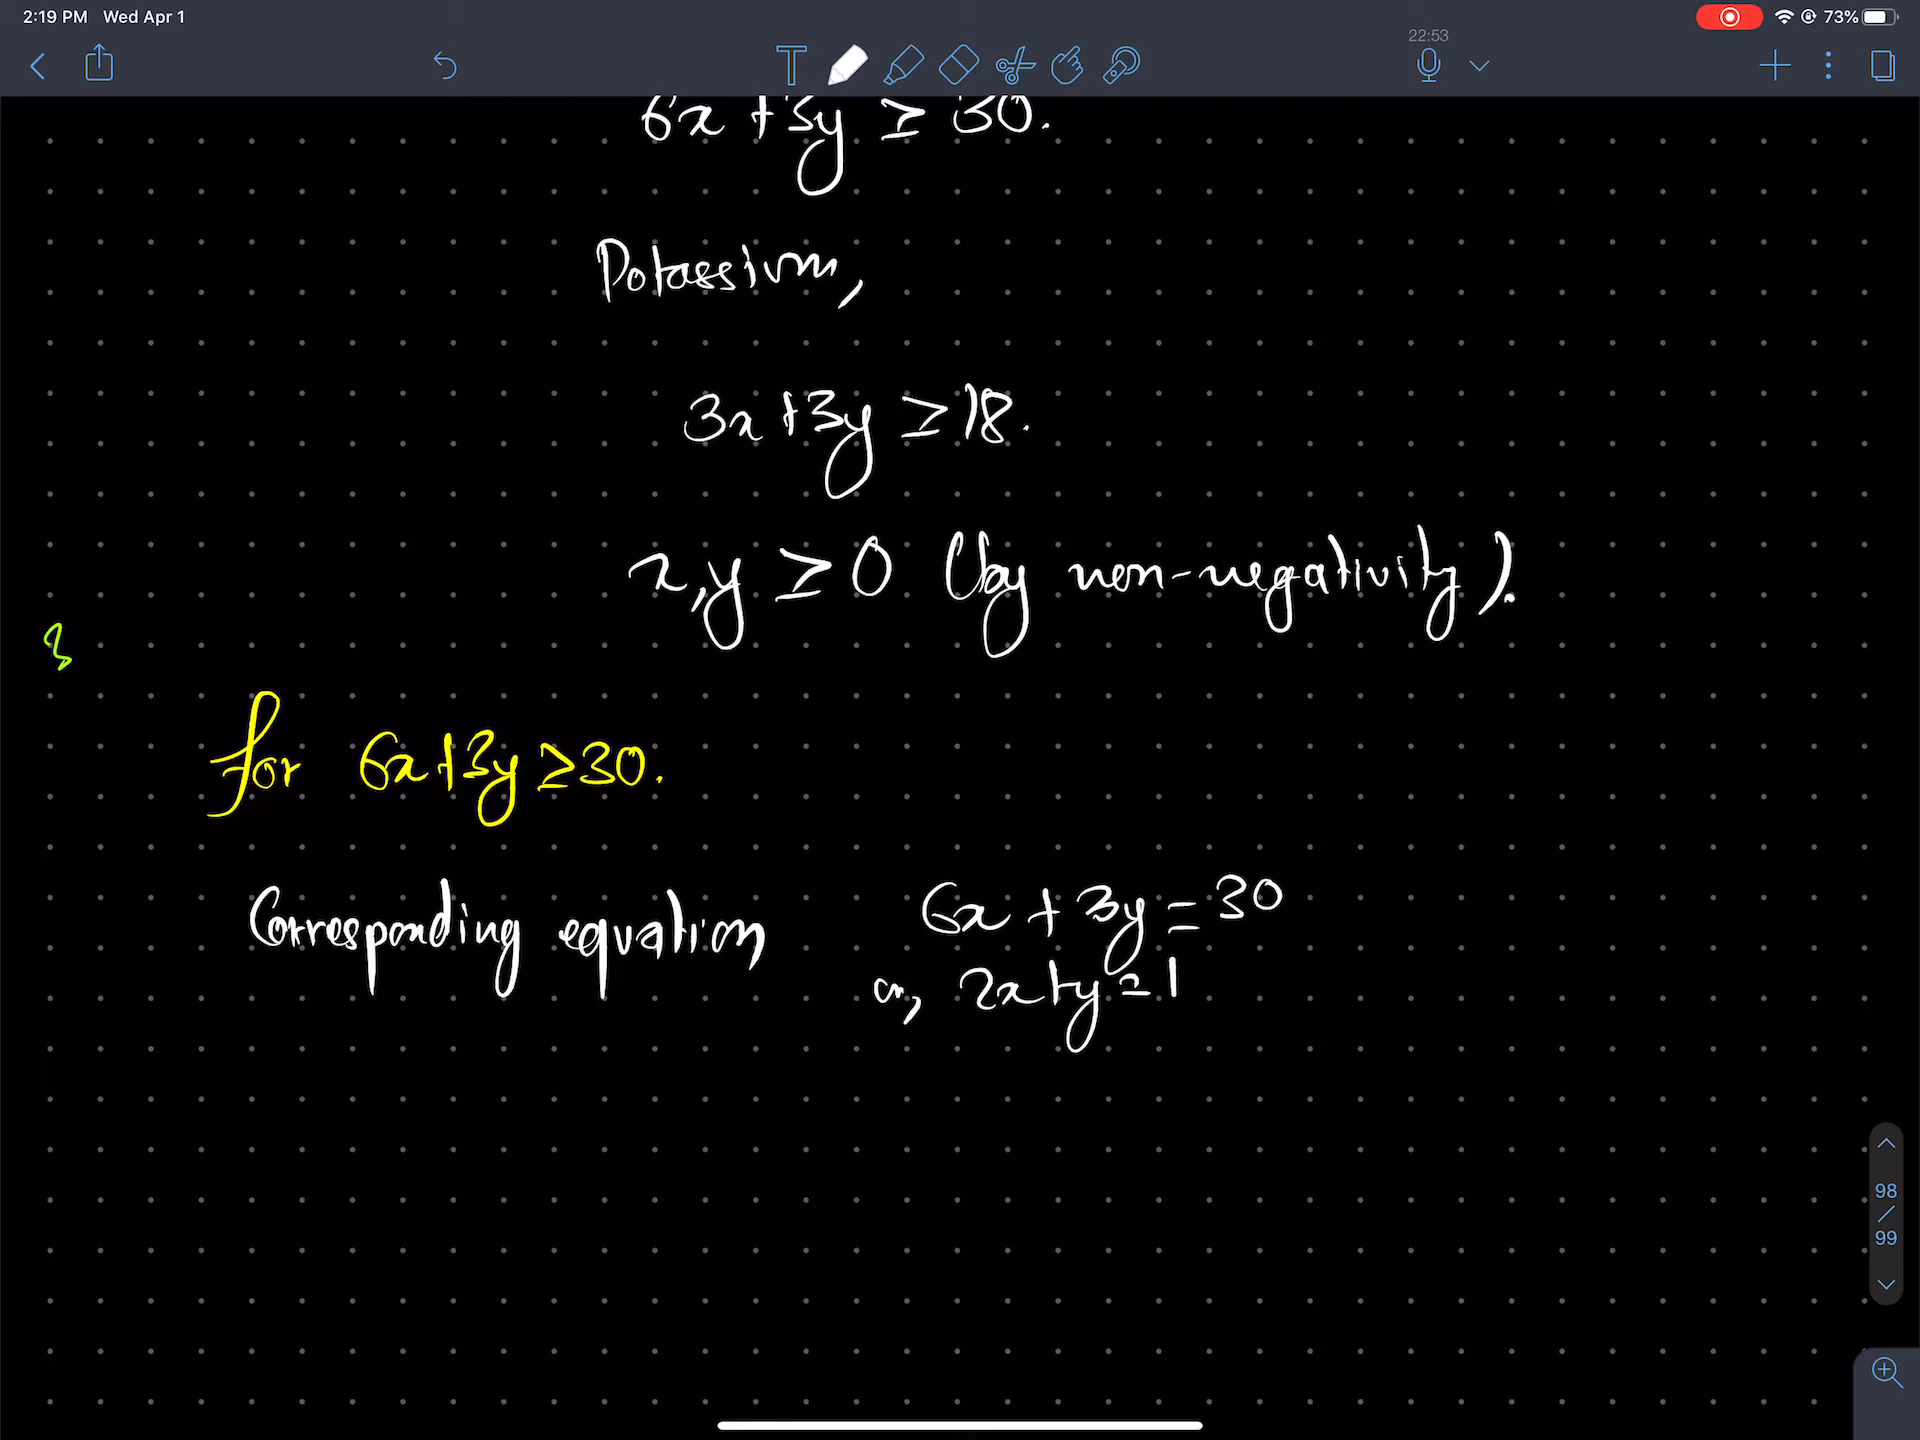 2:19 PM Wed Apr 1
73%
22:53
T
6x + 3y ≥ 30.
Potassium,
3x + 3y ≥ 18.
x, y ≥ 0 (by non-negativity).
for 6x + 3y ≥ 30.
Corresponding equation 6x + 3y = 30
or, 2x + y = 1
98
/
99